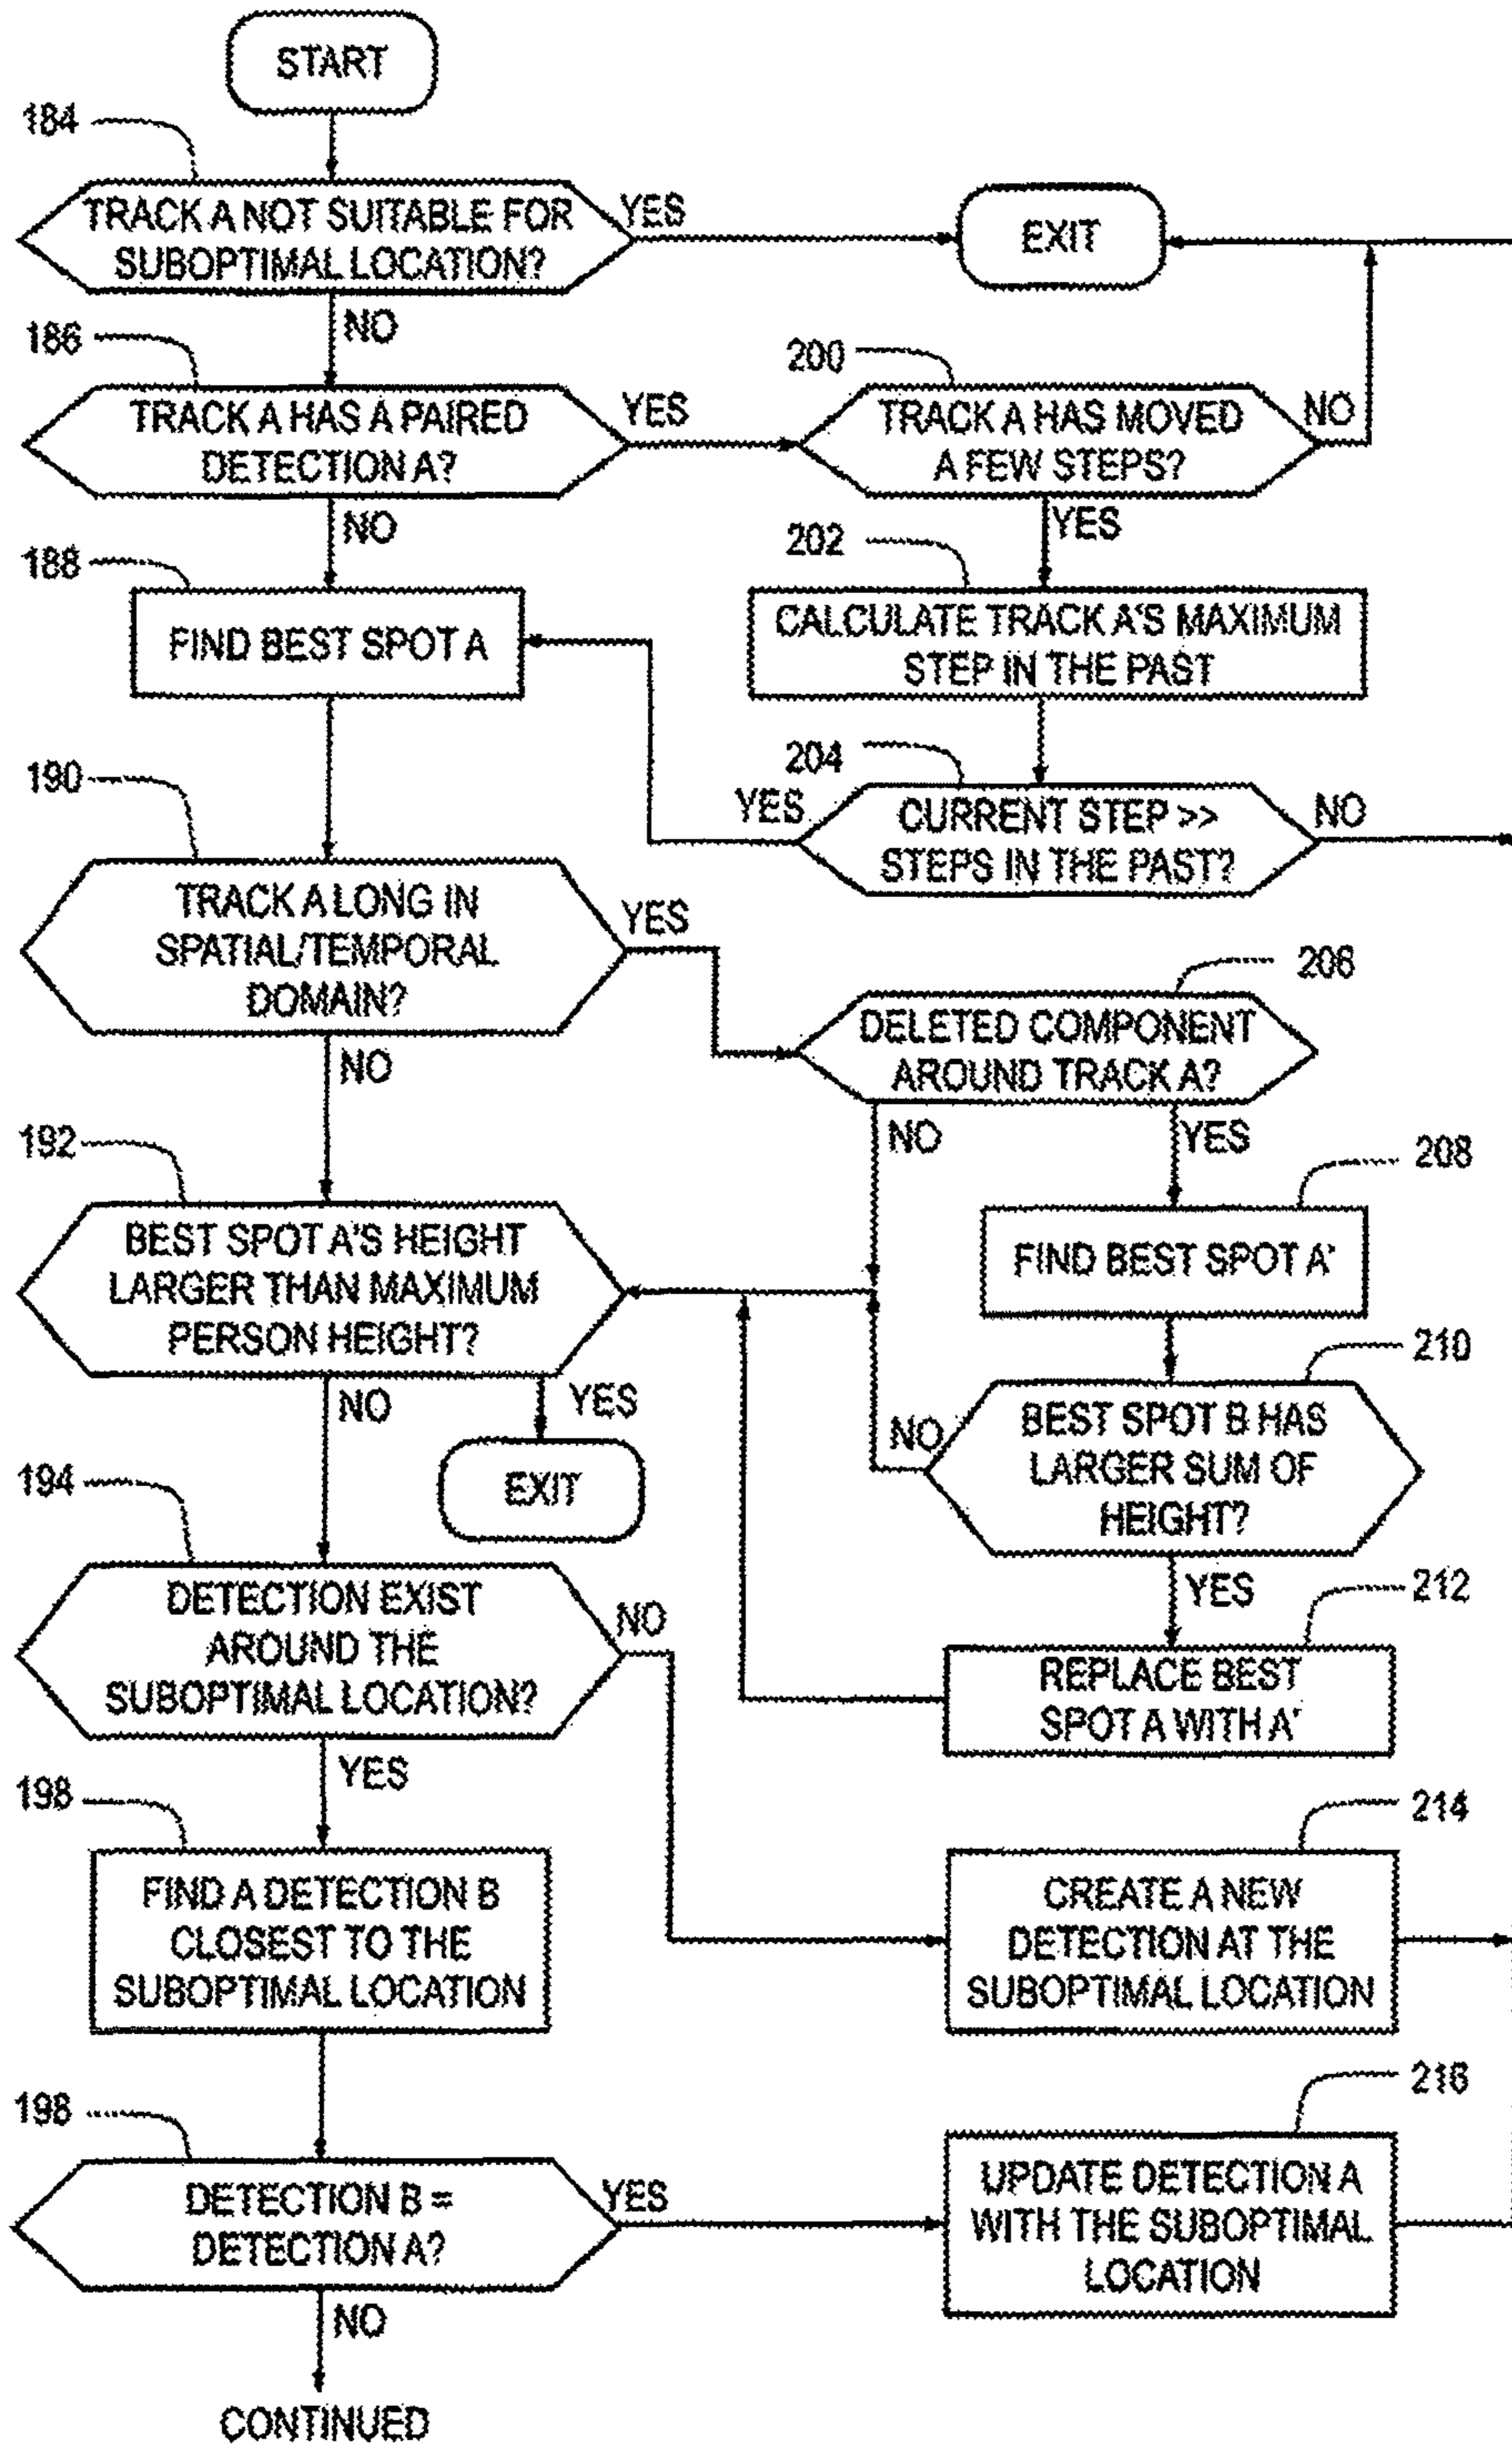 START
184
TRACK A NOT SUITABLE FOR
SUBOPTIMAL LOCATION?
YES
EXIT
NO
186
TRACK A HAS A PAIRED
DETECTION A?
YES
200
TRACK A HAS MOVED
A FEW STEPS?
NO
NO
YES
188
FIND BEST SPOT A
202
CALCULATE TRACK A'S MAXIMUM
STEP IN THE PAST
204
CURRENT STEP >>
STEPS IN THE PAST?
YES
NO
190
TRACK A LONG IN
SPATIAL/TEMPORAL
DOMAIN?
YES
206
DELETED COMPONENT
AROUND TRACK A?
NO
NO
YES
192
BEST SPOT A'S HEIGHT
LARGER THAN MAXIMUM
PERSON HEIGHT?
208
FIND BEST SPOT A'
NO
YES
EXIT
210
BEST SPOT B HAS
LARGER SUM OF
HEIGHT?
NO
YES
194
DETECTION EXIST
AROUND THE
SUBOPTIMAL LOCATION?
NO
212
REPLACE BEST
SPOT A WITH A'
YES
198
FIND A DETECTION B
CLOSEST TO THE
SUBOPTIMAL LOCATION
214
CREATE A NEW
DETECTION AT THE
SUBOPTIMAL LOCATION
198
DETECTION B =
DETECTION A?
YES
216
UPDATE DETECTION A
WITH THE SUBOPTIMAL
LOCATION
NO
CONTINUED